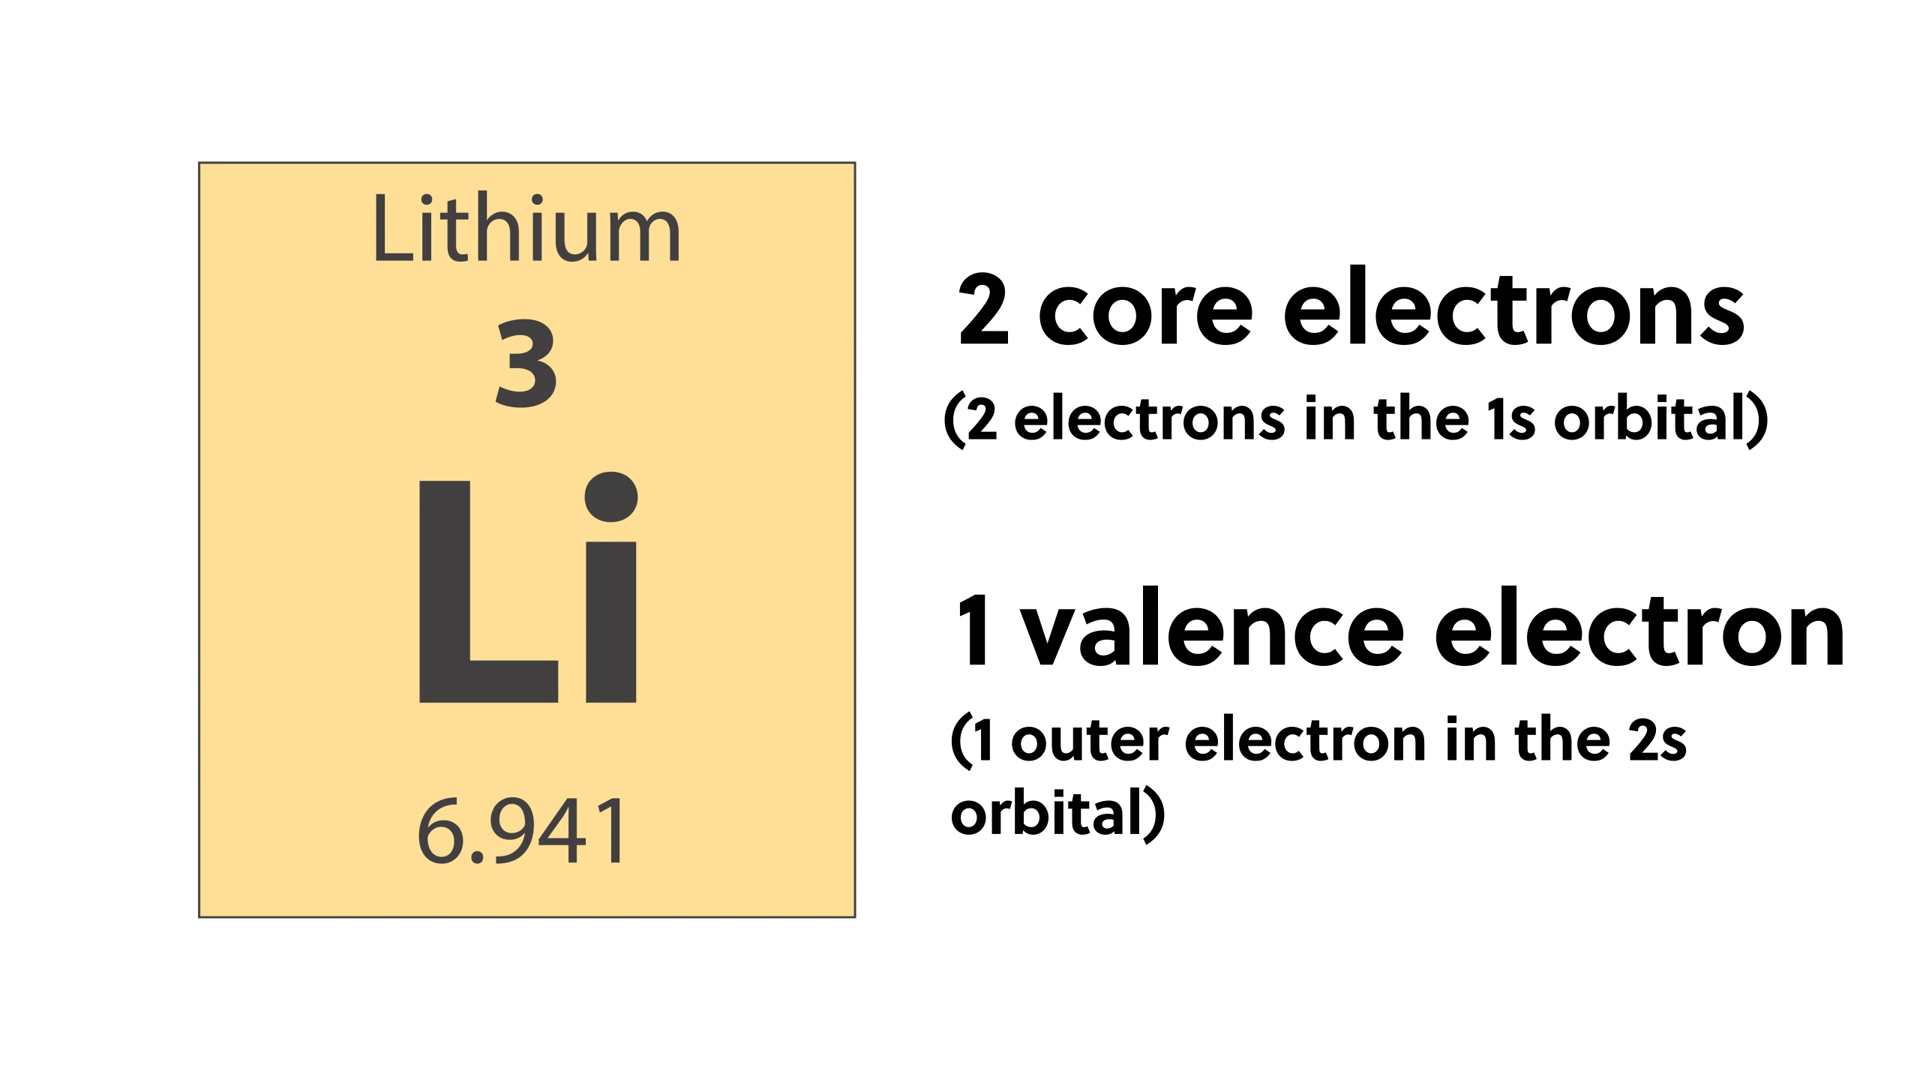 Lithium
3
Li
6.941
2 core electrons
(2 electrons in the 1s orbital)
1 valence electron
(1 outer electron in the 2s
orbital)